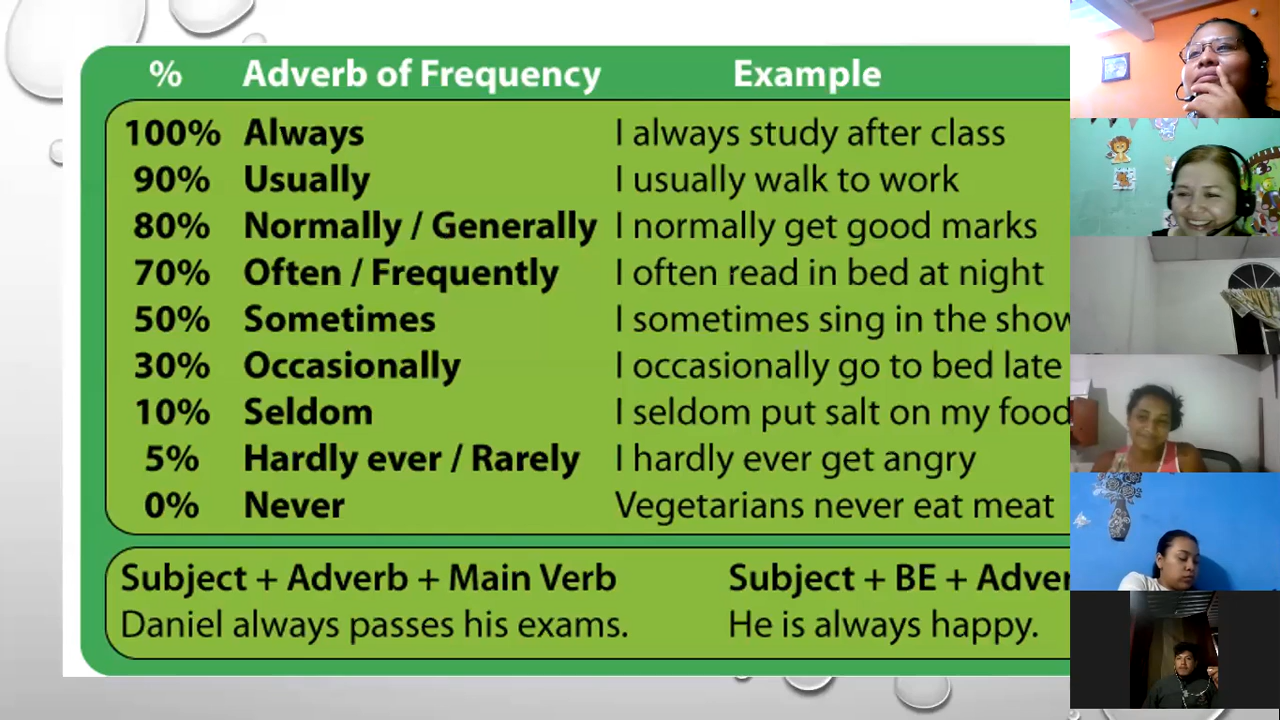 % Adverb of Frequency Example
100% Always I always study after class
90% Usually I usually walk to work
80% Normally / Generally I normally get good marks
70% Often / Frequently I often read in bed at night
50% Sometimes I sometimes sing in the
30% Occasionally I occasionally go to bed late
10% Seldom I seldom put salt on my food
5% Hardly ever / Rarely I hardly ever get angry
0% Never Vegetarians never eat meat
Subject + Adverb + Main Verb Subject + BE +
Daniel always passes his exams. He is always happy.